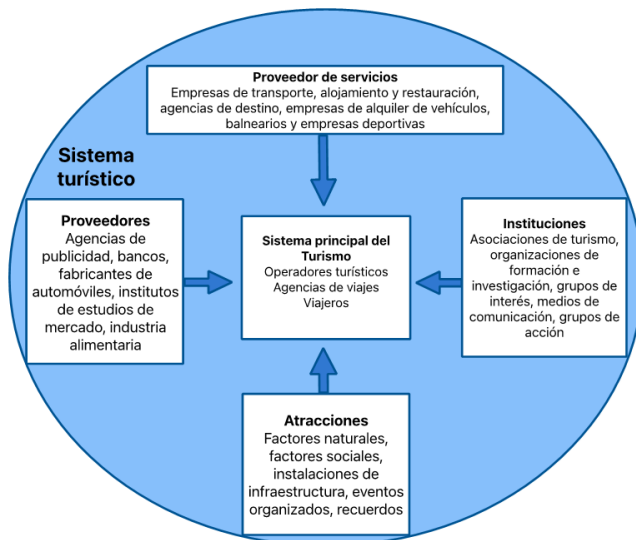 Proveedor de servicios
Empresas de transporte, alojamiento y restauración,
agencias de destino, empresas de alquiler de vehículos,
balnearios y empresas deportivas
Sistema
turístico
Proveedores
Agencias de
publicidad, bancos,
fabricantes de
automóviles, institutos
de estudios de
mercado, industria
alimentaria
Sistema principal del
Turismo
Operadores turísticos
Agencias de viajes
Viajeros
Instituciones
Asociaciones de turismo,
organizaciones de
formación e
investigación, grupos de
interés, medios de
comunicación, grupos de
acción
Atracciones
Factores naturales,
factores sociales,
instalaciones de
infraestructura, eventos
organizados, recuerdos